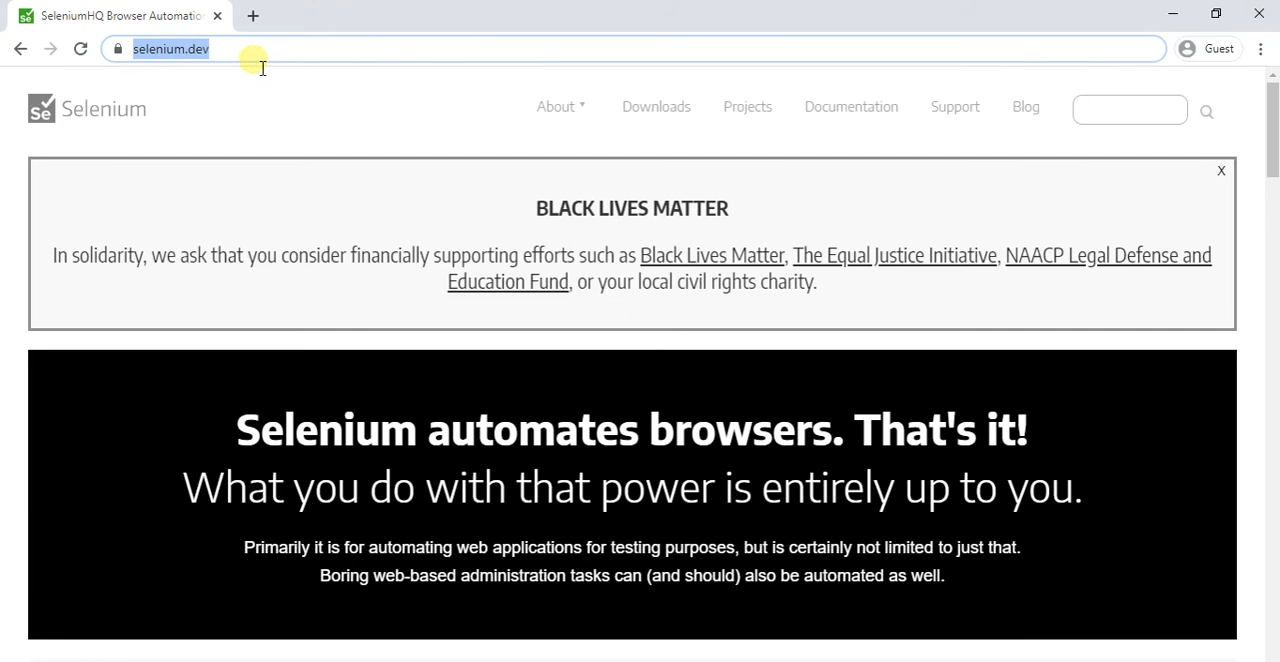 SeleniumHQ Browser Automation
selenium.dev
Guest
Se Selenium
About Downloads Projects Documentation Support Blog
X
BLACK LIVES MATTER
In solidarity, we ask that you consider financially supporting efforts such as Black Lives Matter, The Equal Justice Initiative, NAACP Legal Defense and
Education Fund, or your local civil rights charity.
Selenium automates browsers. That's it!
What you do with that power is entirely up to you.
Primarily it is for automating web applications for testing purposes, but is certainly not limited to just that.
Boring web-based administration tasks can (and should) also be automated as well.